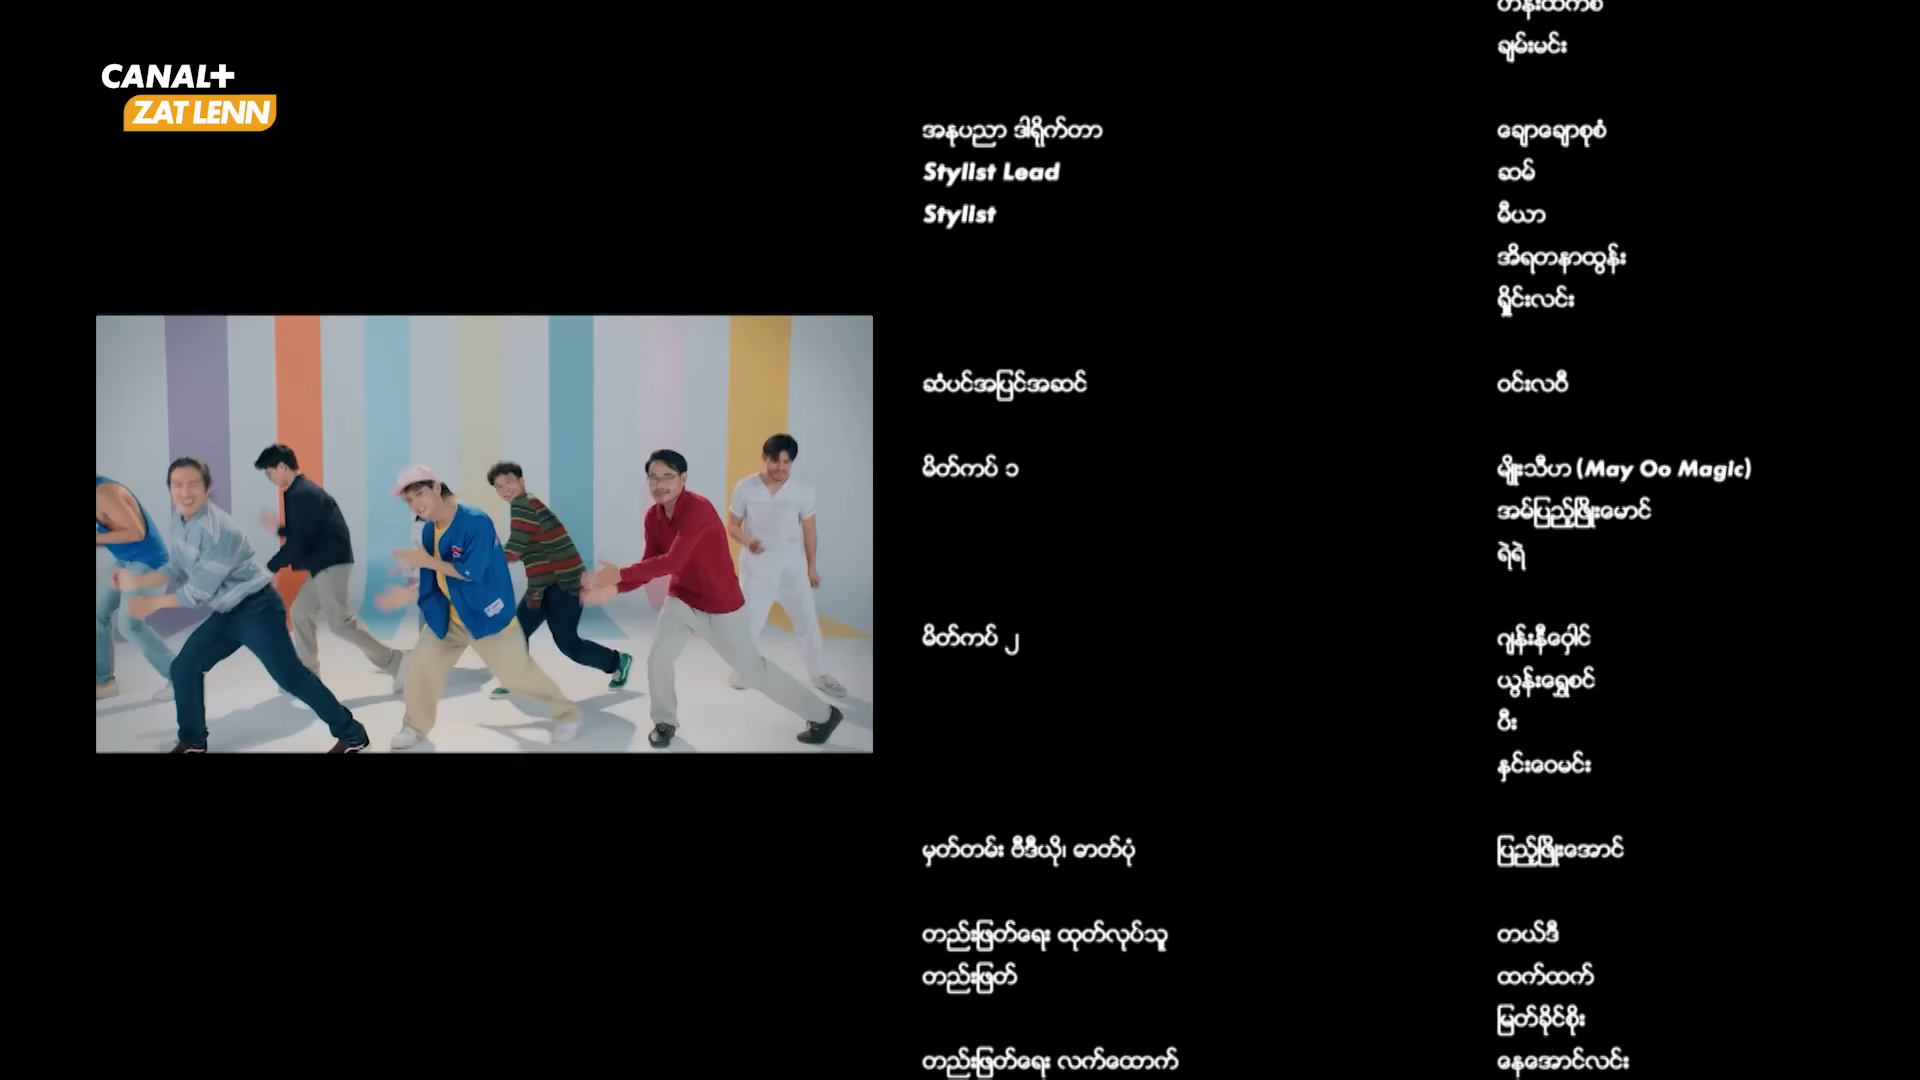 CANAL+
ZAT LENN
ချမ်းမင်း
အနုပညာ ဒါရိုက်တာ ချောချောစုစံ
Stylist Lead ဆမ်
Stylist မီယာ
အိရတနာထွန်း
ရှိုင်းလင်း
ဆံပင်အပြင်အဆင် ဝင်းလဝီ
မိတ်ကပ် ၁ မျိုးသီဟ (May Oo Magic)
အမ်ပြည့်ဖြိုးမောင်
ရဲရဲ
မိတ်ကပ် ၂ ဂျန်းနီဝှေါင်
ယွန်းရွှေစင်
ပီး
နှင်းဝေမင်း
မှတ်တမ်း ဗီဒီယို၊ ဓာတ်ပုံ ပြည့်ဖြိုးအောင်
တည်းဖြတ်ရေး ထုတ်လုပ်သူ တယ်ဒီ
တည်းဖြတ် ထက်ထက်
မြတ်ခိုင်စိုး
တည်းဖြတ်ရေး လက်ထောက် နေအောင်လင်း